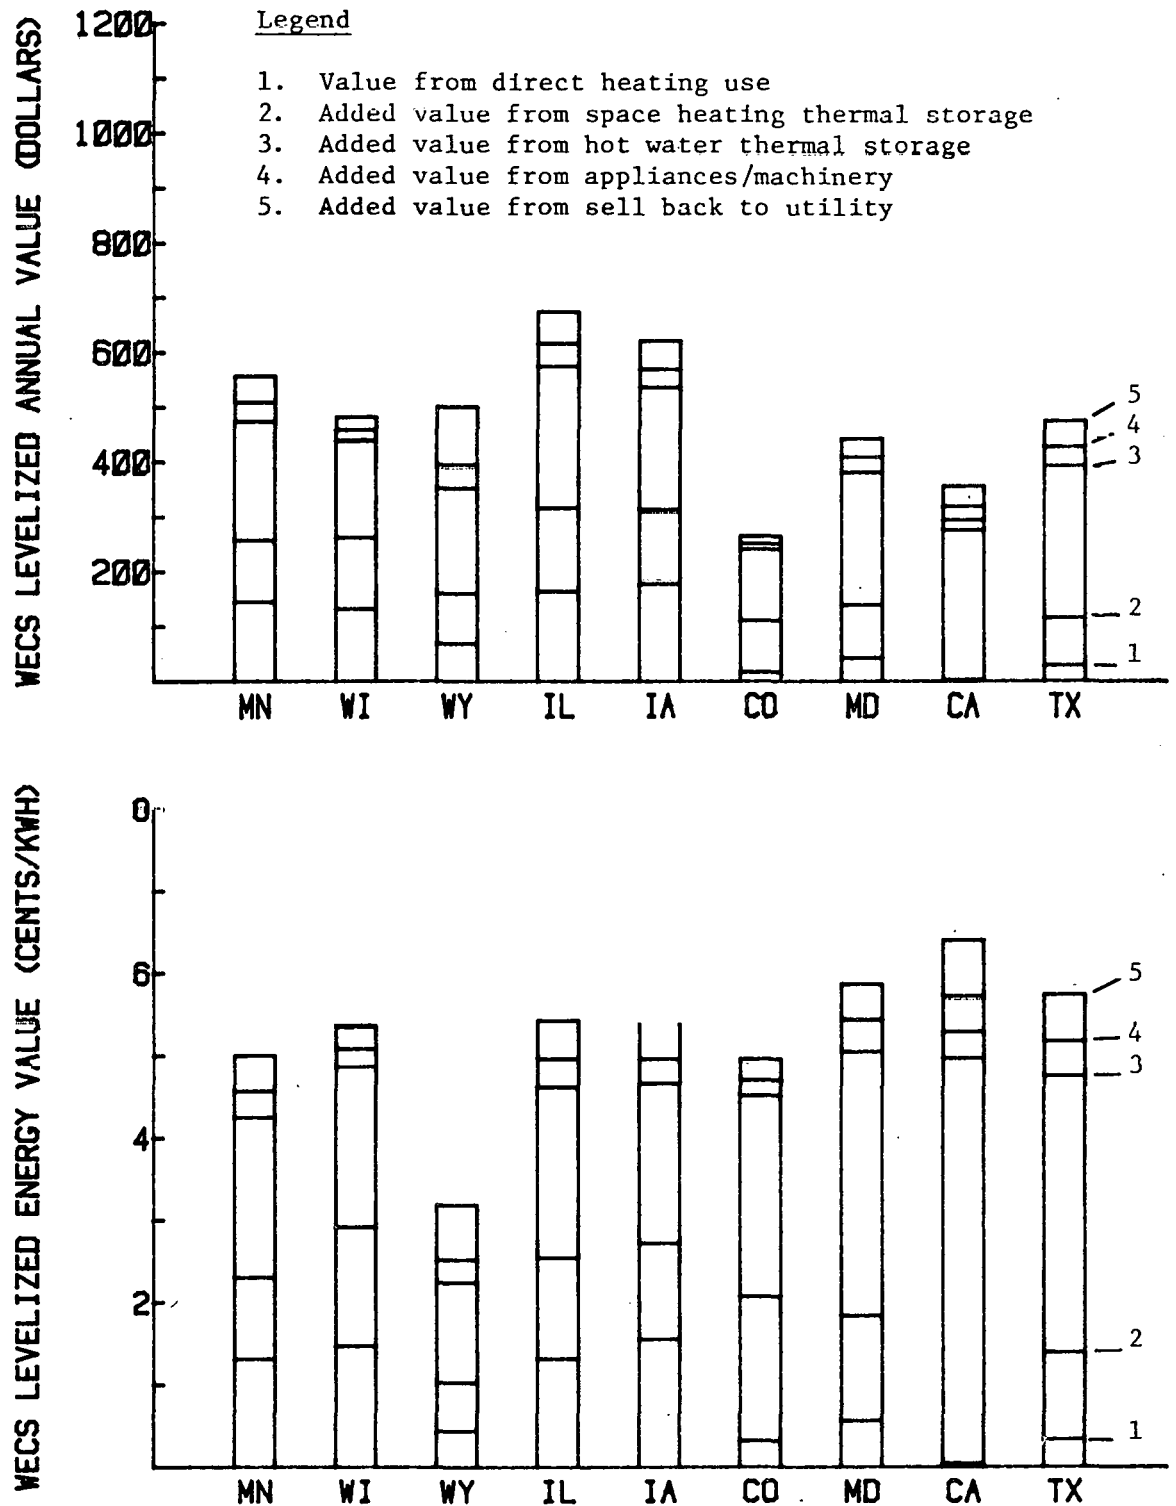 WECS LEVELIZED ANNUAL VALUE (DOLLARS)
1200
1000
800
600
400
200
Legend
1. Value from direct heating use
2. Added value from space heating thermal storage
3. Added value from hot water thermal storage
4. Added value from appliances/machinery
5. Added value from sell back to utility
5
4
3
2
1
MN WI WY IL IA CO MD CA TX
WECS LEVELIZED ENERGY VALUE (CENTS/KWH)
8
6
4
2
5
4
3
2
1
MN WI WY IL IA CO MD CA TX